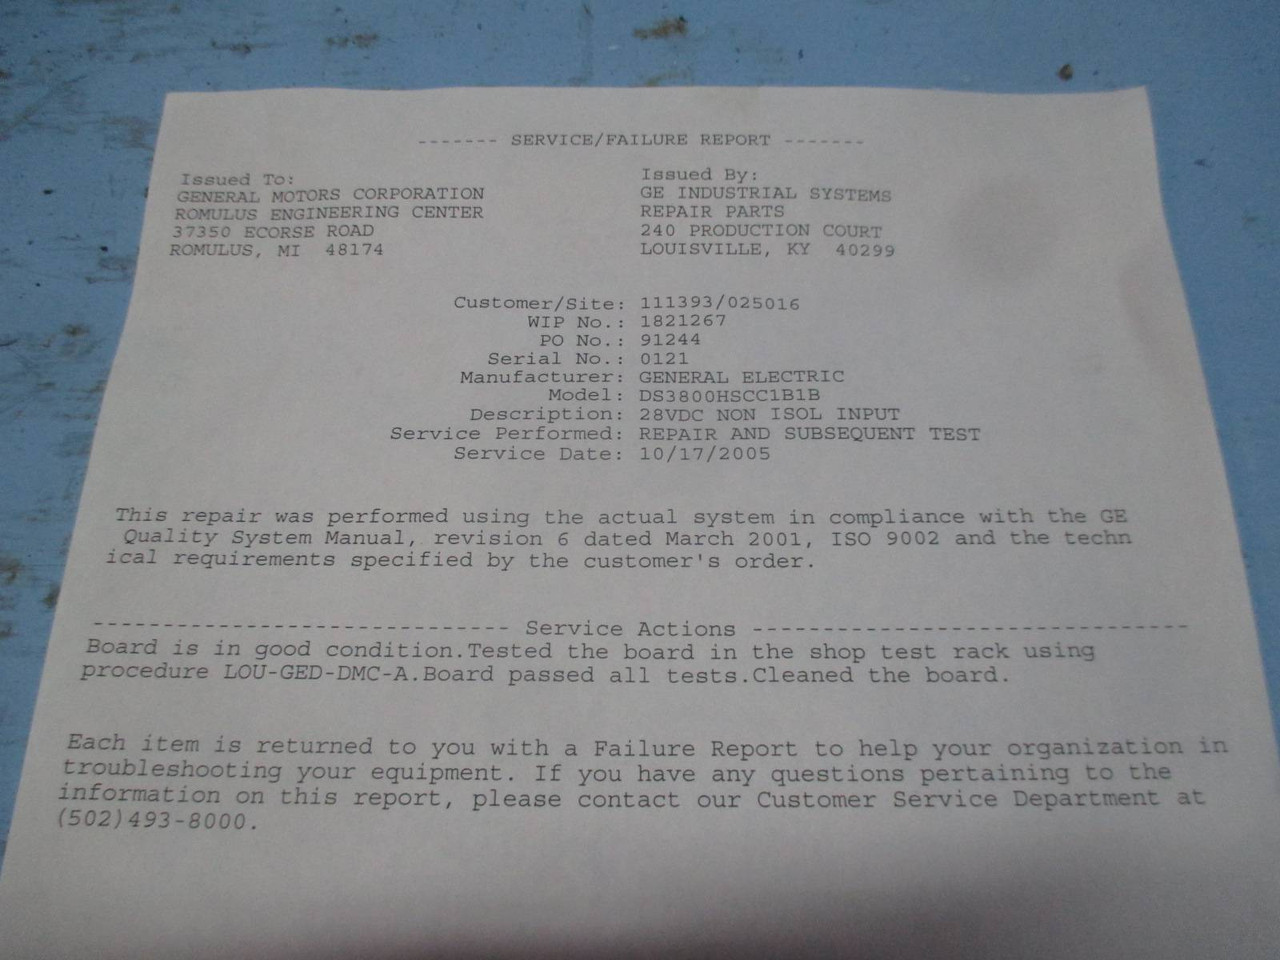 ------- SERVICE/FAILURE REPORT -------
Issued To:
GENERAL MOTORS CORPORATION
ROMULUS ENGINEERING CENTER
37350 ECORSE ROAD
ROMULUS, MI 48174
Issued By:
GE INDUSTRIAL SYSTEMS
REPAIR PARTS
240 PRODUCTION COURT
LOUISVILLE, KY 40299
Customer/Site: 111393/025016
WIP No.: 1821267
PO No.: 91244
Serial No.: 0121
Manufacturer: GENERAL ELECTRIC
Model: DS3800HSCC1B1B
Description: 28VDC NON ISOL INPUT
Service Performed: REPAIR AND SUBSEQUENT TEST
Service Date: 10/17/2005
This repair was performed using the actual system in compliance with the GE
Quality System Manual, revision 6 dated March 2001, ISO 9002 and the techn
ical requirements specified by the customer's order.
---------------------------- Service Actions -----------------------------
Board is in good condition.Tested the board in the shop test rack using
procedure LOU-GED-DMC-A.Board passed all tests.Cleaned the board.
Each item is returned to you with a Failure Report to help your organization in
troubleshooting your equipment. If you have any questions pertaining to the
information on this report, please contact our Customer Service Department at
(502)493-8000.